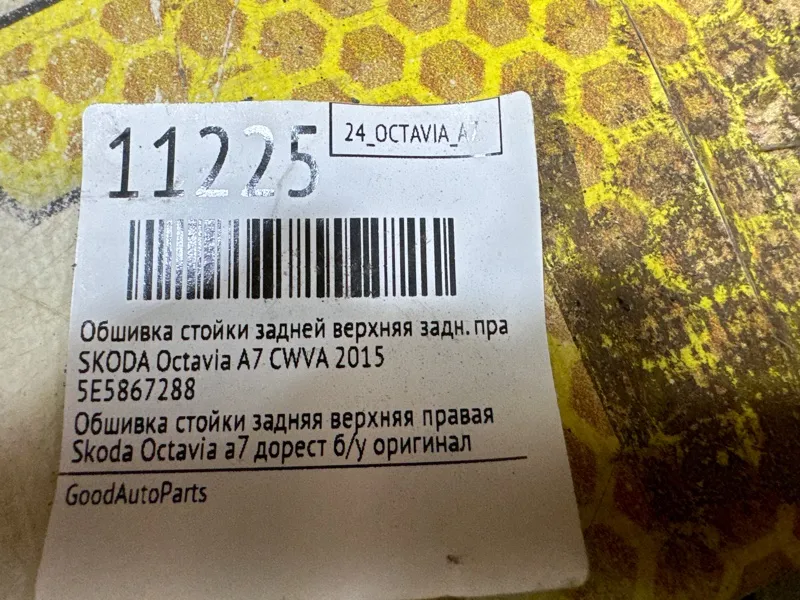 11225
24_OCTAVIA_A7
Обшивка стойки задней верхняя задн. пра
SKODA Octavia A7 CWVA 2015
5E5867288
Обшивка стойки задняя верхняя правая
Skoda Octavia a7 дорест б/у оригинал
GoodAutoParts